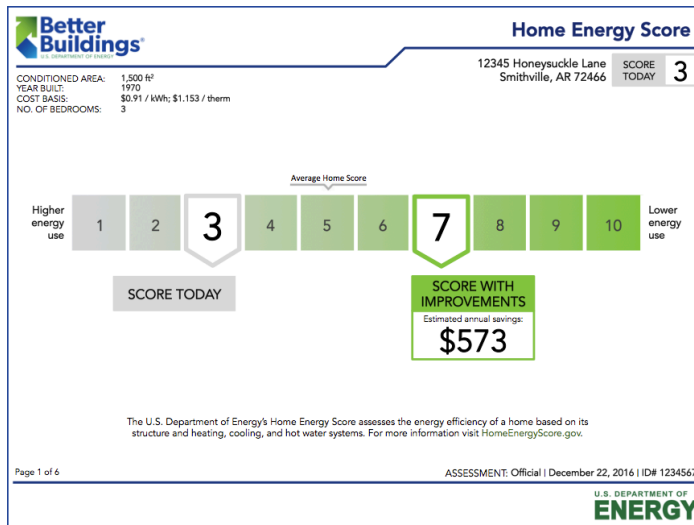 Better
Buildings®
U.S. DEPARTMENT OF ENERGY
Home Energy Score
12345 Honeysuckle Lane
Smithville, AR 72466
SCORE
TODAY
3
CONDITIONED AREA: 1,500 ft²
YEAR BUILT: 1970
COST BASIS: $0.91 / kWh; $1.153 / therm
NO. OF BEDROOMS: 3
Average Home Score
Higher
energy
use
1 2 3 4 5 6 7 8 9 10
Lower
energy
use
SCORE TODAY
SCORE WITH
IMPROVEMENTS
Estimated annual savings:
$573
The U.S. Department of Energy's Home Energy Score assesses the energy efficiency of a home based on its
structure and heating, cooling, and hot water systems. For more information visit HomeEnergyScore.gov.
Page 1 of 6
ASSESSMENT: Official | December 22, 2016 | ID# 1234567
U.S. DEPARTMENT OF
ENERGY